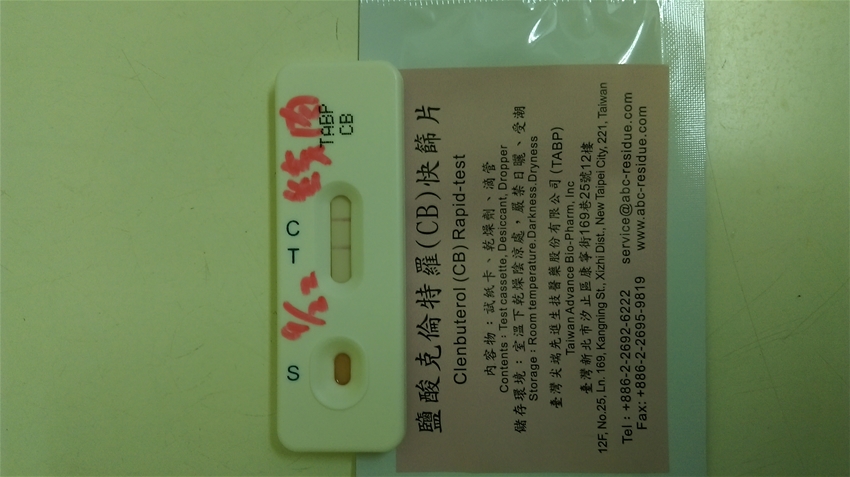 肉
TABP
CB
C
T
9/22
S
鹽酸克倫特羅(CB)快篩片
Clenbuterol (CB) Rapid-test
內容物：試紙卡、乾燥劑、滴管
Contents : Test cassette, Desiccant, Dropper
儲存環境：室溫下乾燥陰涼處，嚴禁日曬、受潮
Storage : Room temperature.Darkness.Dryness
臺灣尖端先進生技醫藥股份有限公司 (TABP)
Taiwan Advance Bio-Pharm, Inc
臺灣新北市汐止區康寧街169巷25號12樓
12F, No.25, Ln. 169, Kangning St., Xizhi Dist., New Taipei City, 221, Taiwan
Tel : +886-2-2692-6222 service@abc-residue.com
Fax: +886-2-2695-9819 www.abc-residue.com